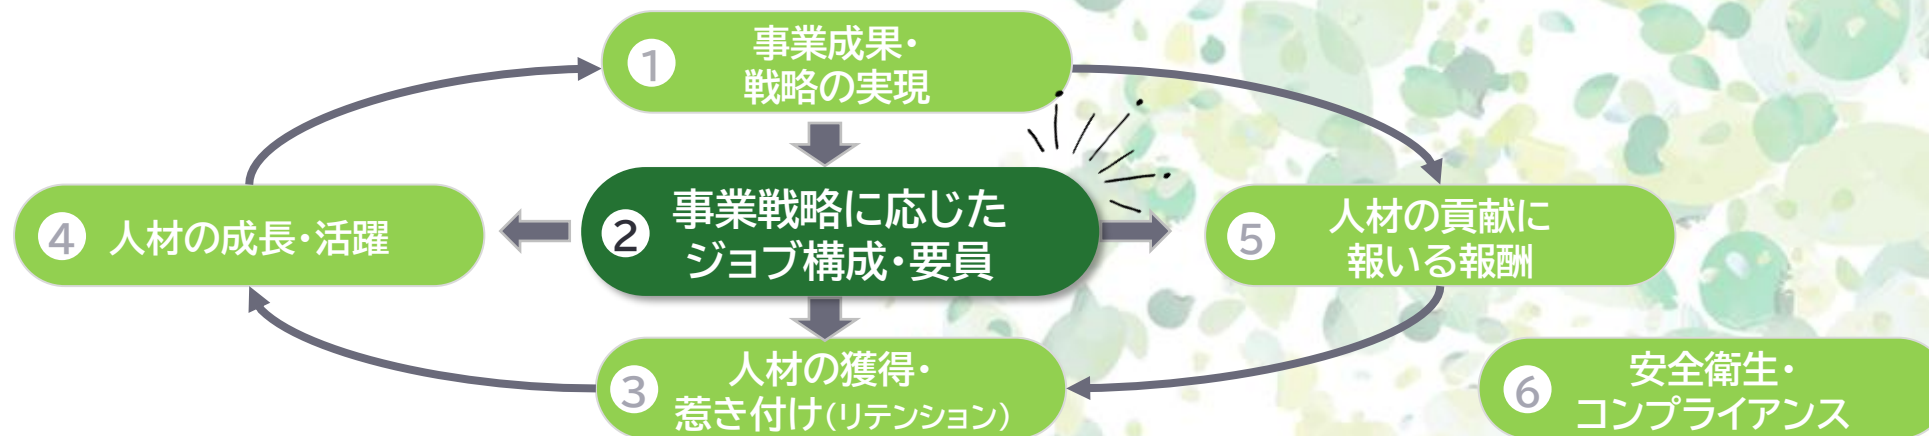 1
事業成果・
戦略の実現
2
事業戦略に応じた
ジョブ構成・要員
3
人材の獲得・
惹き付け(リテンション)
4 人材の成長・活躍
5
人材の貢献に
報いる報酬
6
安全衛生・
コンプライアンス